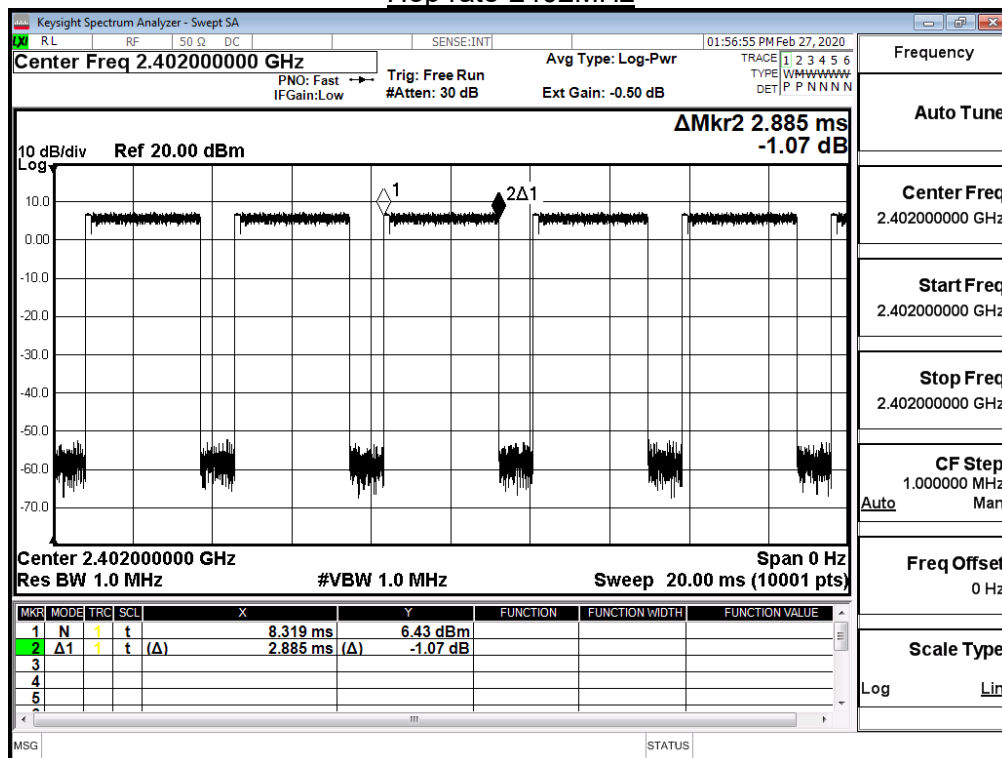 Hop rate 2402MHz
Keysight Spectrum Analyzer - Swept SA
LXI RL RF 50 Ω DC SENSE:INT 01:56:55 PM Feb 27, 2020
Center Freq 2.402000000 GHz
PNO: Fast
IFGain:Low
Trig: Free Run
#Atten: 30 dB
Avg Type: Log-Pwr
Ext Gain: -0.50 dB
TRACE 1 2 3 4 5 6
TYPE WMWWWW
DET P P N N N N
ΔMkr2 2.885 ms
-1.07 dB
10 dB/div Ref 20.00 dBm
Log
10.0
0.00
-10.0
-20.0
-30.0
-40.0
-50.0
-60.0
-70.0
1
2Δ1
Center 2.402000000 GHz Span 0 Hz
Res BW 1.0 MHz #VBW 1.0 MHz Sweep 20.00 ms (10001 pts)
MKR MODE TRC SCL X Y FUNCTION FUNCTION WIDTH FUNCTION VALUE
1 N 1 t 8.319 ms 6.43 dBm
2 Δ1 1 t (Δ) 2.885 ms (Δ) -1.07 dB
3
4
5
MSG STATUS
Frequency
Auto Tune
Center Freq
2.402000000 GHz
Start Freq
2.402000000 GHz
Stop Freq
2.402000000 GHz
CF Step
1.000000 MHz
Auto Man
Freq Offset
0 Hz
Scale Type
Log Lin